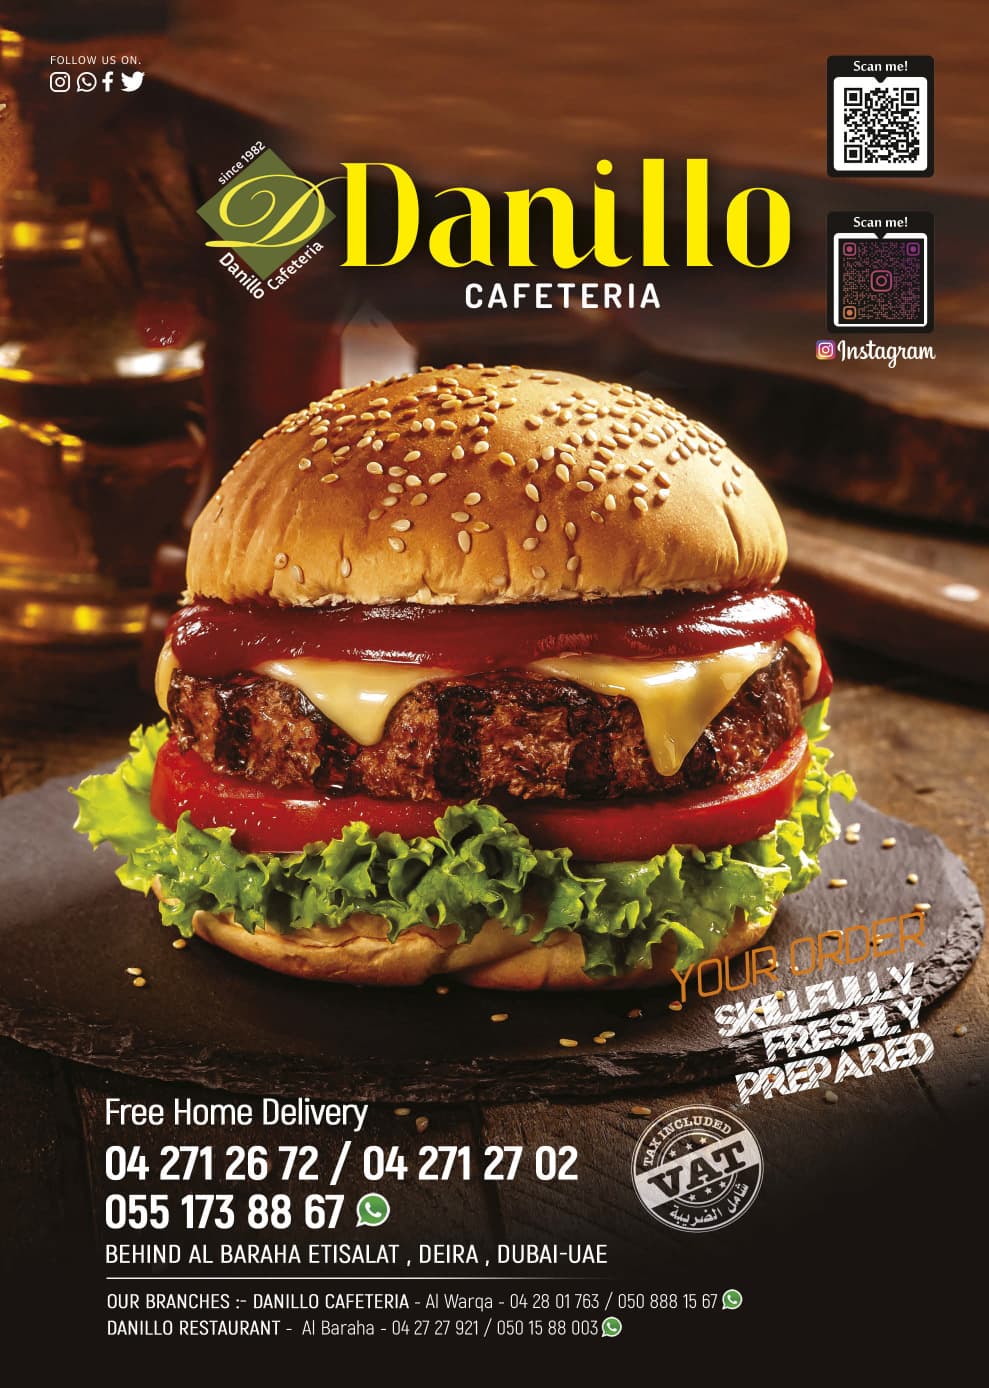 FOLLOW US ON.
Scan me!
since 1982
D
Danillo Cafeteria
Danillo
CAFETERIA
Scan me!
Instagram
YOUR ORDER
SKILLFULLY
FRESHLY
PREPARED
Free Home Delivery
04 271 26 72 / 04 271 27 02
055 173 88 67
TAX INCLUDED
VAT
شامل الضريبة
BEHIND AL BARAHA ETISALAT , DEIRA , DUBAI-UAE
OUR BRANCHES :- DANILLO CAFETERIA - Al Warqa - 04 28 01 763 / 050 888 15 67
DANILLO RESTAURANT - Al Baraha - 04 27 27 921 / 050 15 88 003